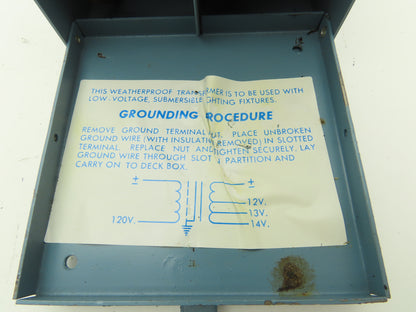 THIS WEATHERPROOF TRANSFORMER IS TO BE USED WITH
LOW-VOLTAGE, SUBMERSIBLE LIGHTING FIXTURES.
GROUNDING PROCEDURE
REMOVE GROUND TERMINAL NUT. PLACE UNBROKEN
GROUND WIRE (WITH INSULATION REMOVED) IN SLOTTED
TERMINAL. REPLACE NUT AND TIGHTEN SECURELY. LAY
GROUND WIRE THROUGH SLOT IN PARTITION AND
CARRY ON TO DECK BOX.
± ±
12V.
13V.
120V. 14V.